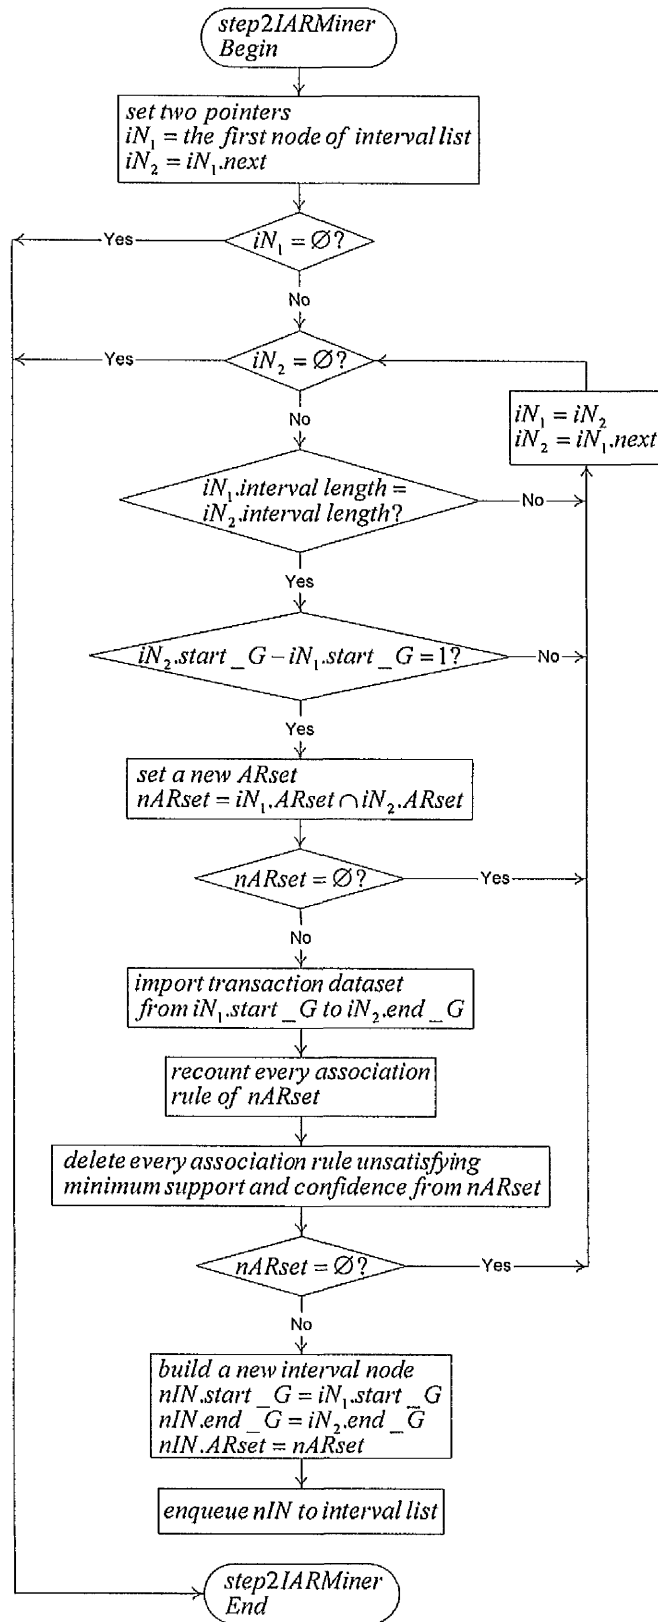 step2IARMiner
Begin
set two pointers
iN₁ = the first node of interval list
iN₂ = iN₁.next
Yes
iN₁ = ∅?
No
Yes
iN₂ = ∅?
No
iN₁ = iN₂
iN₂ = iN₁.next
iN₁.interval length =
iN₂.interval length?
No
Yes
iN₂.start_G – iN₁.start_G = 1?
No
Yes
set a new ARset
nARset = iN₁.ARset ∩ iN₂.ARset
nARset = ∅?
Yes
No
import transaction dataset
from iN₁.start_G to iN₂.end_G
recount every association
rule of nARset
delete every association rule unsatisfying
minimum support and confidence from nARset
nARset = ∅?
Yes
No
build a new interval node
nIN.start_G = iN₁.start_G
nIN.end_G = iN₂.end_G
nIN.ARset = nARset
enqueue nIN to interval list
step2IARMiner
End